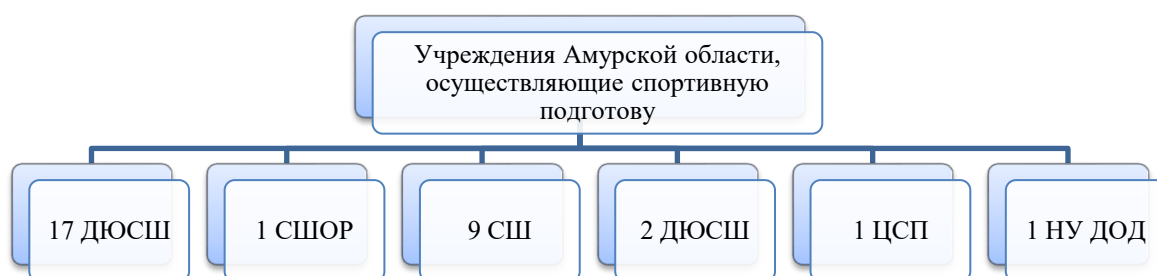 Учреждения Амурской области,
осуществляющие спортивную
подготову
17 ДЮСШ
1 СШОР
9 СШ
2 ДЮСШ
1 ЦСП
1 НУ ДОД